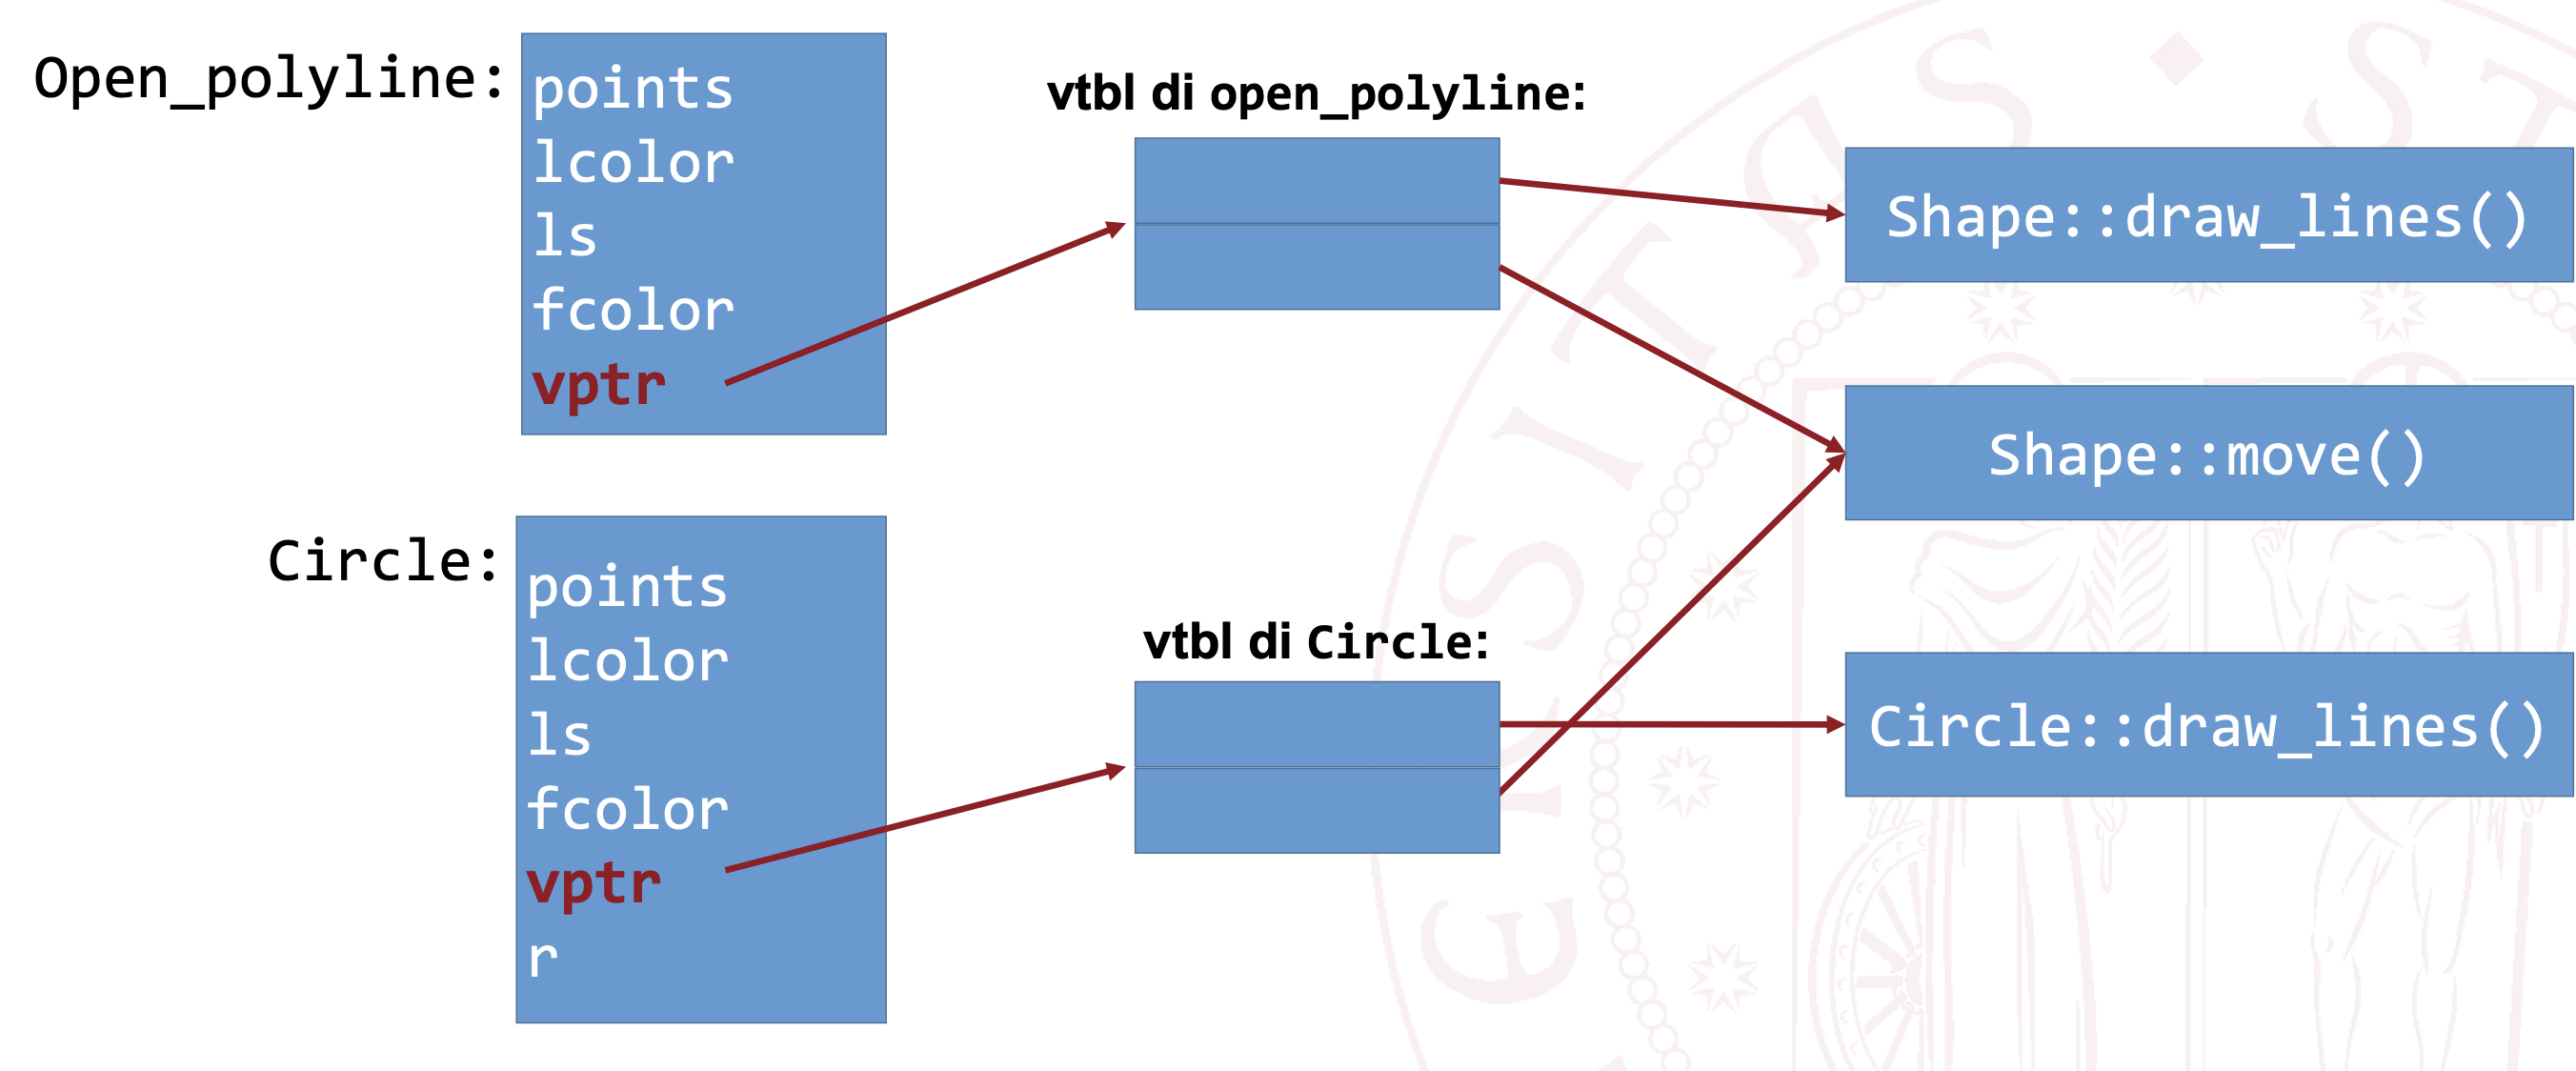 Open_polyline:
points
lcolor
ls
fcolor
vptr
vtbl di open_polyline:
Shape::draw_lines()
Shape::move()
Circle:
points
lcolor
ls
fcolor
vptr
r
vtbl di Circle:
Circle::draw_lines()